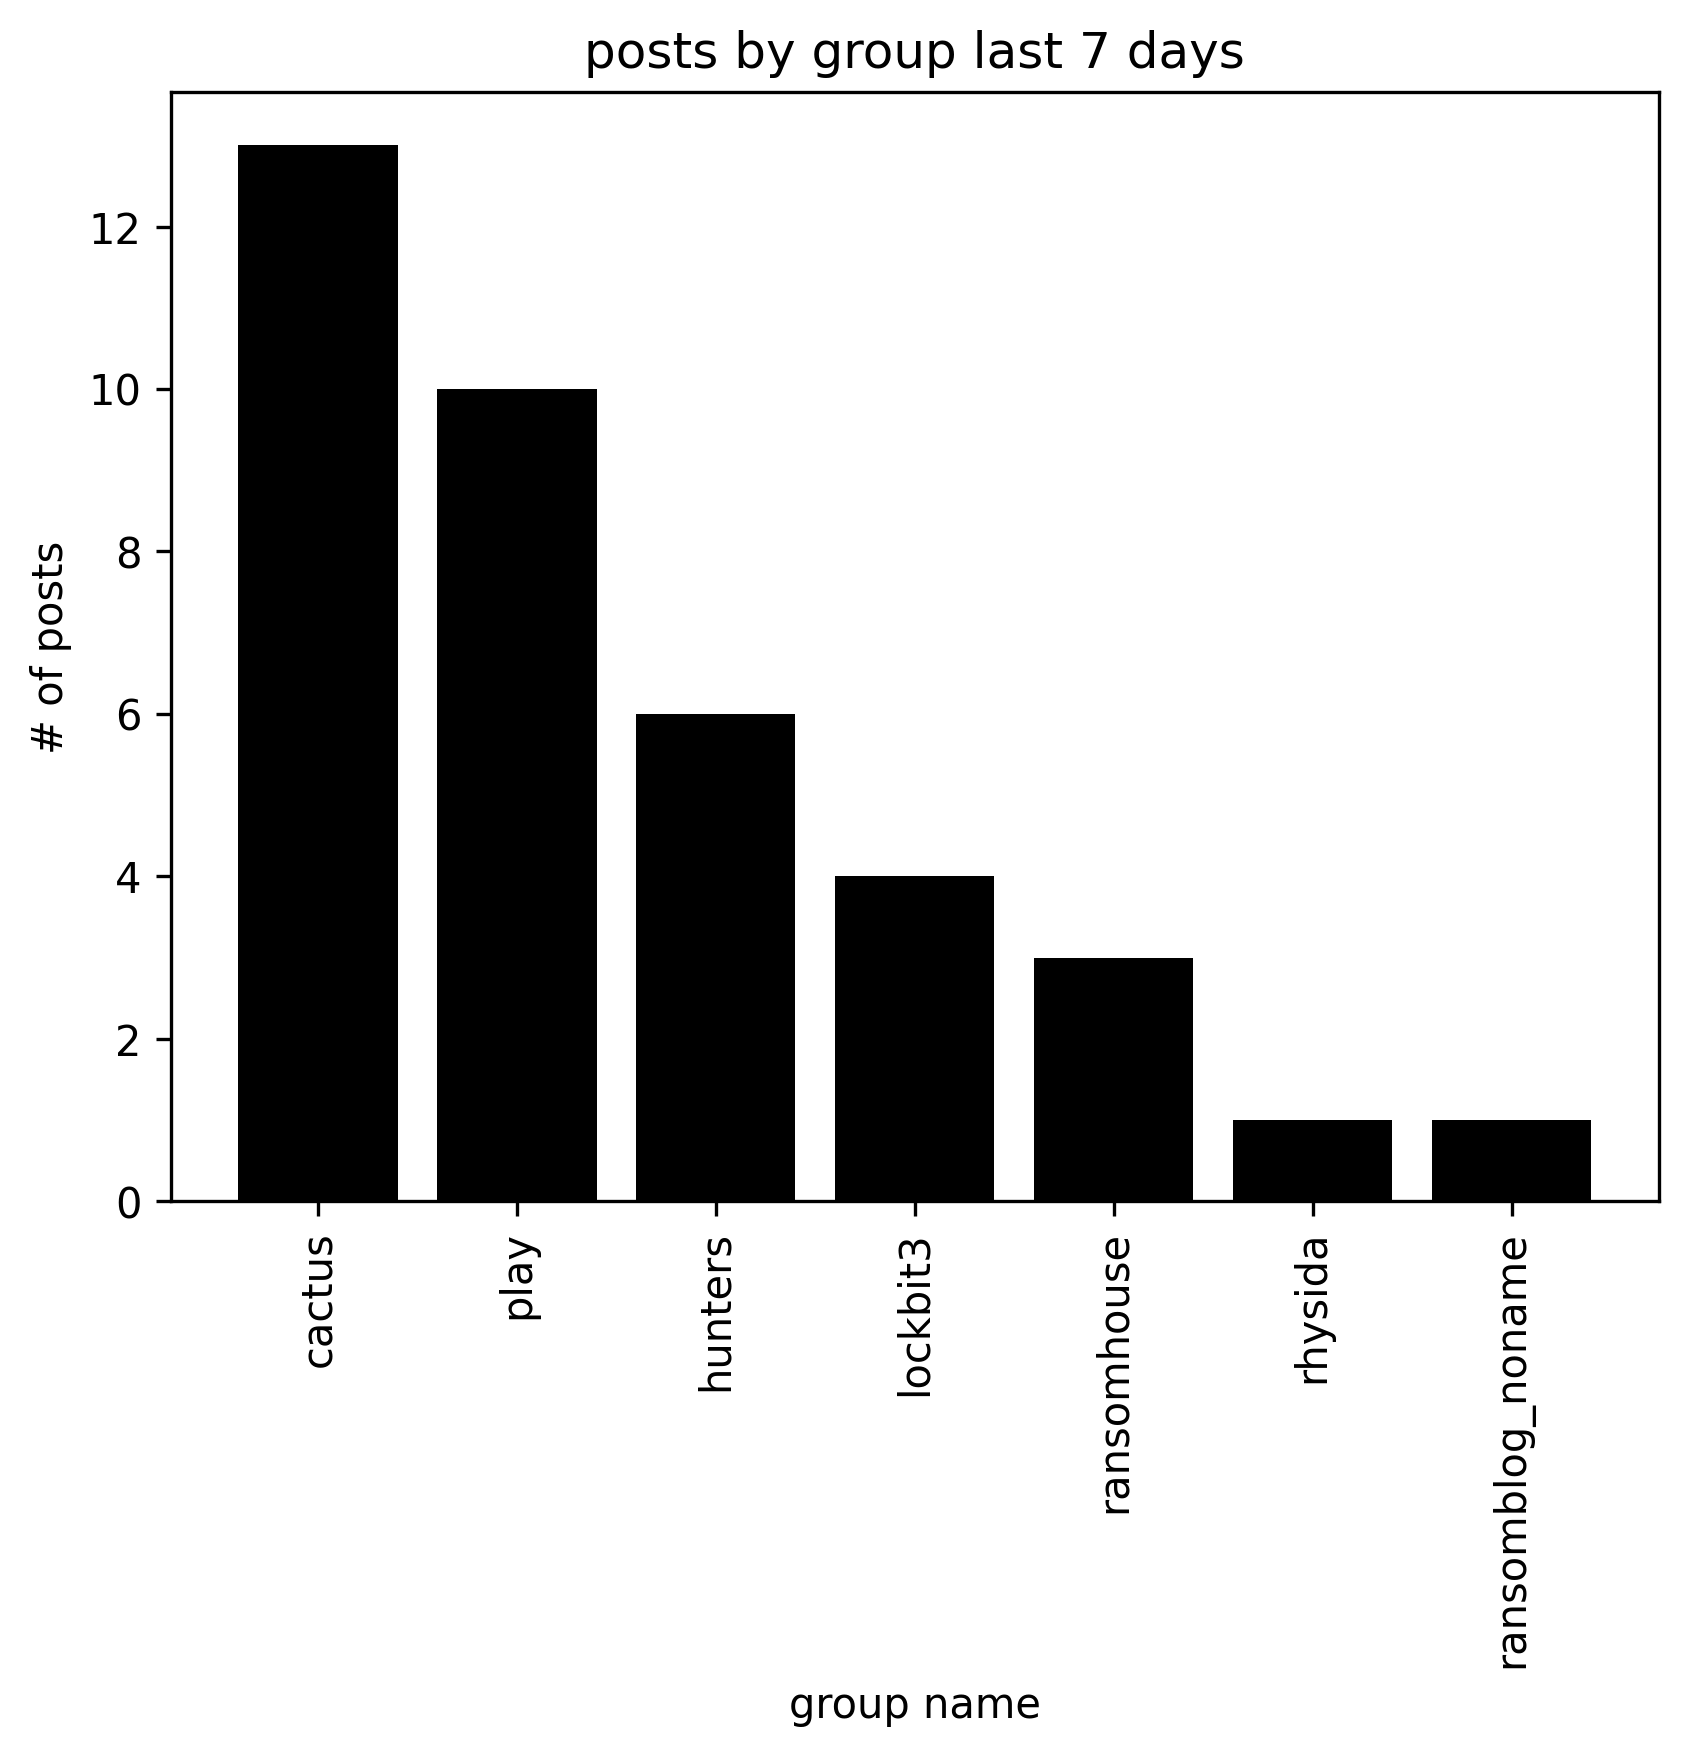 posts by group last 7 days
# of posts
12
10
8
6
4
2
0
cactus
play
hunters
lockbit3
ransomhouse
rhysida
ransomblog_noname
group name